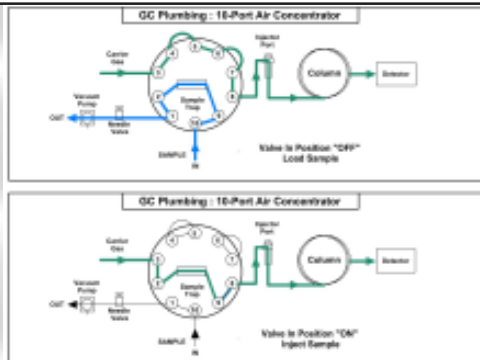 GC Plumbing : 10-Port Air Concentrator
Carrier
Gas
Injector
Port
Column
Detector
Vacuum
Pump
OUT
Needle
Valve
Sample
Trap
SAMPLE
IN
Valve In Position "OFF"
Load Sample
GC Plumbing : 10-Port Air Concentrator
Carrier
Gas
Injector
Port
Column
Detector
Vacuum
Pump
OUT
Needle
Valve
Sample
Trap
SAMPLE
IN
Valve In Position "ON"
Inject Sample